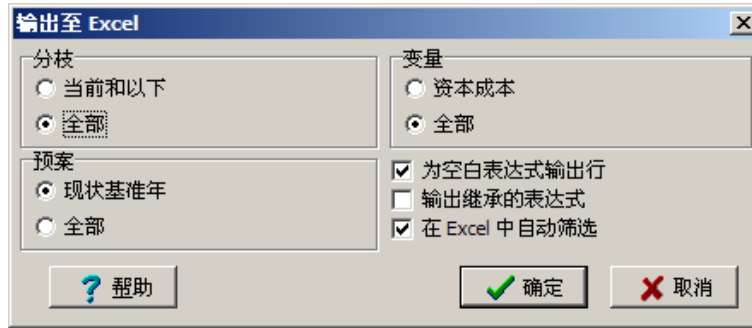 输出至 Excel
分枝
当前和以下
全部
变量
资本成本
全部
预案
现状基准年
全部
为空白表达式输出行
输出继承的表达式
在 Excel 中自动筛选
帮助
确定
取消